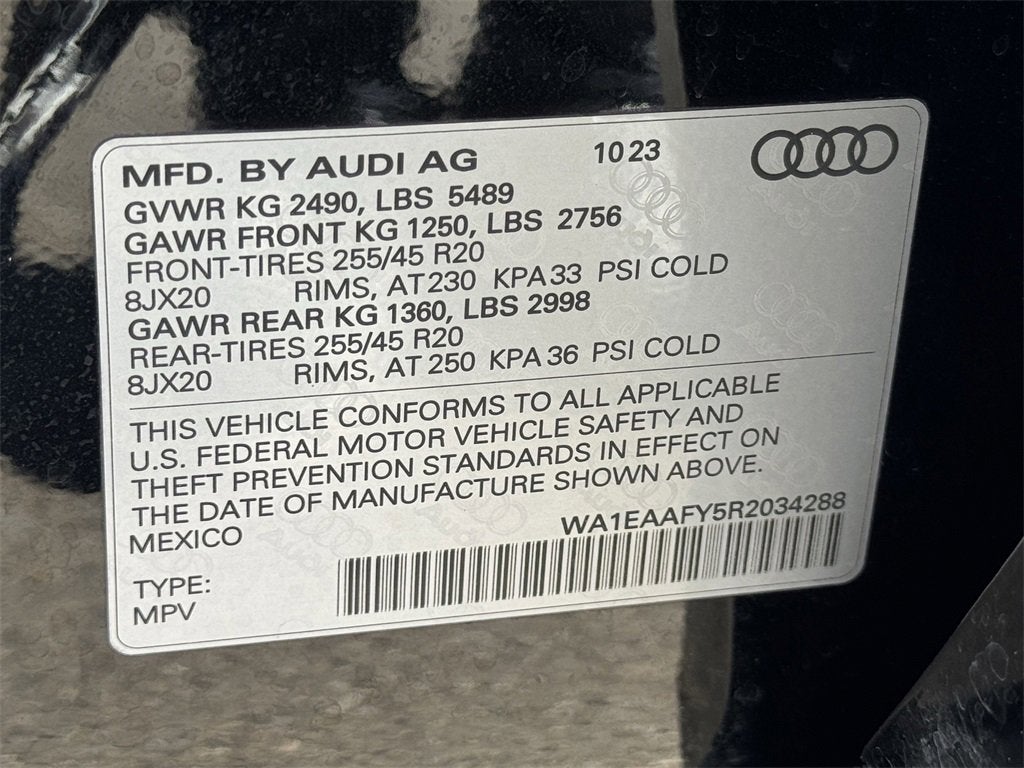 MFD. BY AUDI AG 10 23
GVWR KG 2490, LBS 5489
GAWR FRONT KG 1250, LBS 2756
FRONT-TIRES 255/45 R20
8JX20 RIMS, AT 230 KPA 33 PSI COLD
GAWR REAR KG 1360, LBS 2998
REAR-TIRES 255/45 R20
8JX20 RIMS, AT 250 KPA 36 PSI COLD
THIS VEHICLE CONFORMS TO ALL APPLICABLE
U.S. FEDERAL MOTOR VEHICLE SAFETY AND
THEFT PREVENTION STANDARDS IN EFFECT ON
THE DATE OF MANUFACTURE SHOWN ABOVE.
MEXICO WA1EAAFY5R2034288
TYPE:
MPV